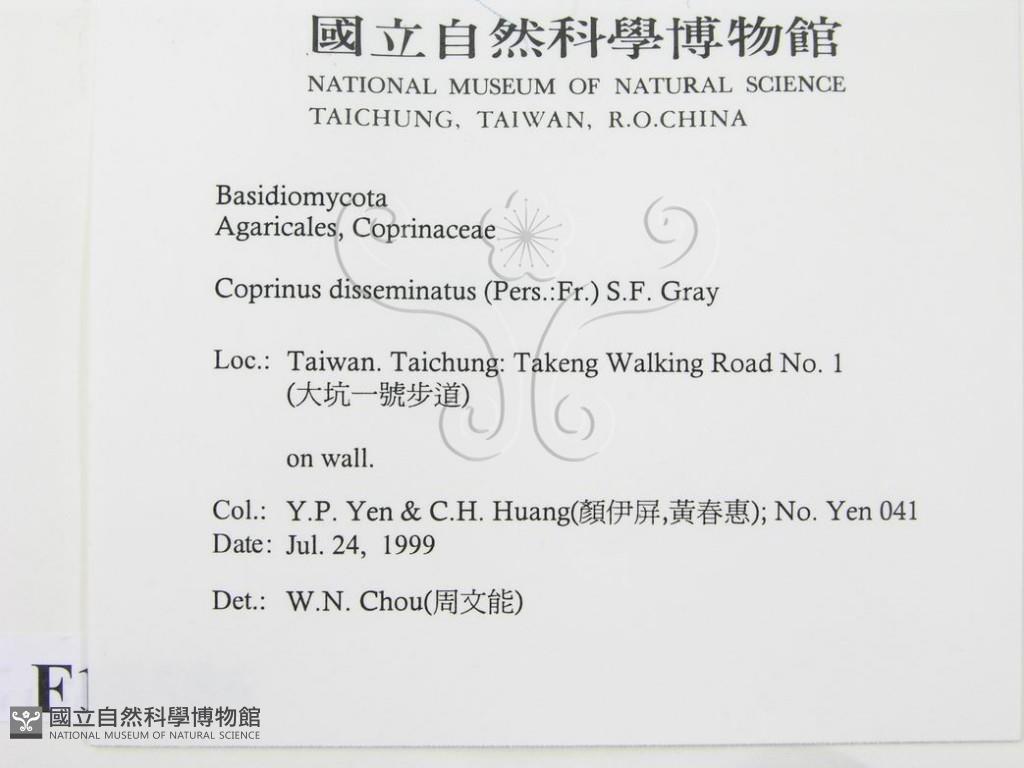 國立自然科學博物館
NATIONAL MUSEUM OF NATURAL SCIENCE
TAICHUNG, TAIWAN, R.O.CHINA
Basidiomycota
Agaricales, Coprinaceae
Coprinus disseminatus (Pers.:Fr.) S.F. Gray
Loc.: Taiwan. Taichung: Takeng Walking Road No. 1
(大坑一號步道)
on wall.
Col.: Y.P. Yen & C.H. Huang(顏伊屏,黃春惠); No. Yen 041
Date: Jul. 24, 1999
Det.: W.N. Chou(周文能)
國立自然科學博物館
NATIONAL MUSEUM OF NATURAL SCIENCE